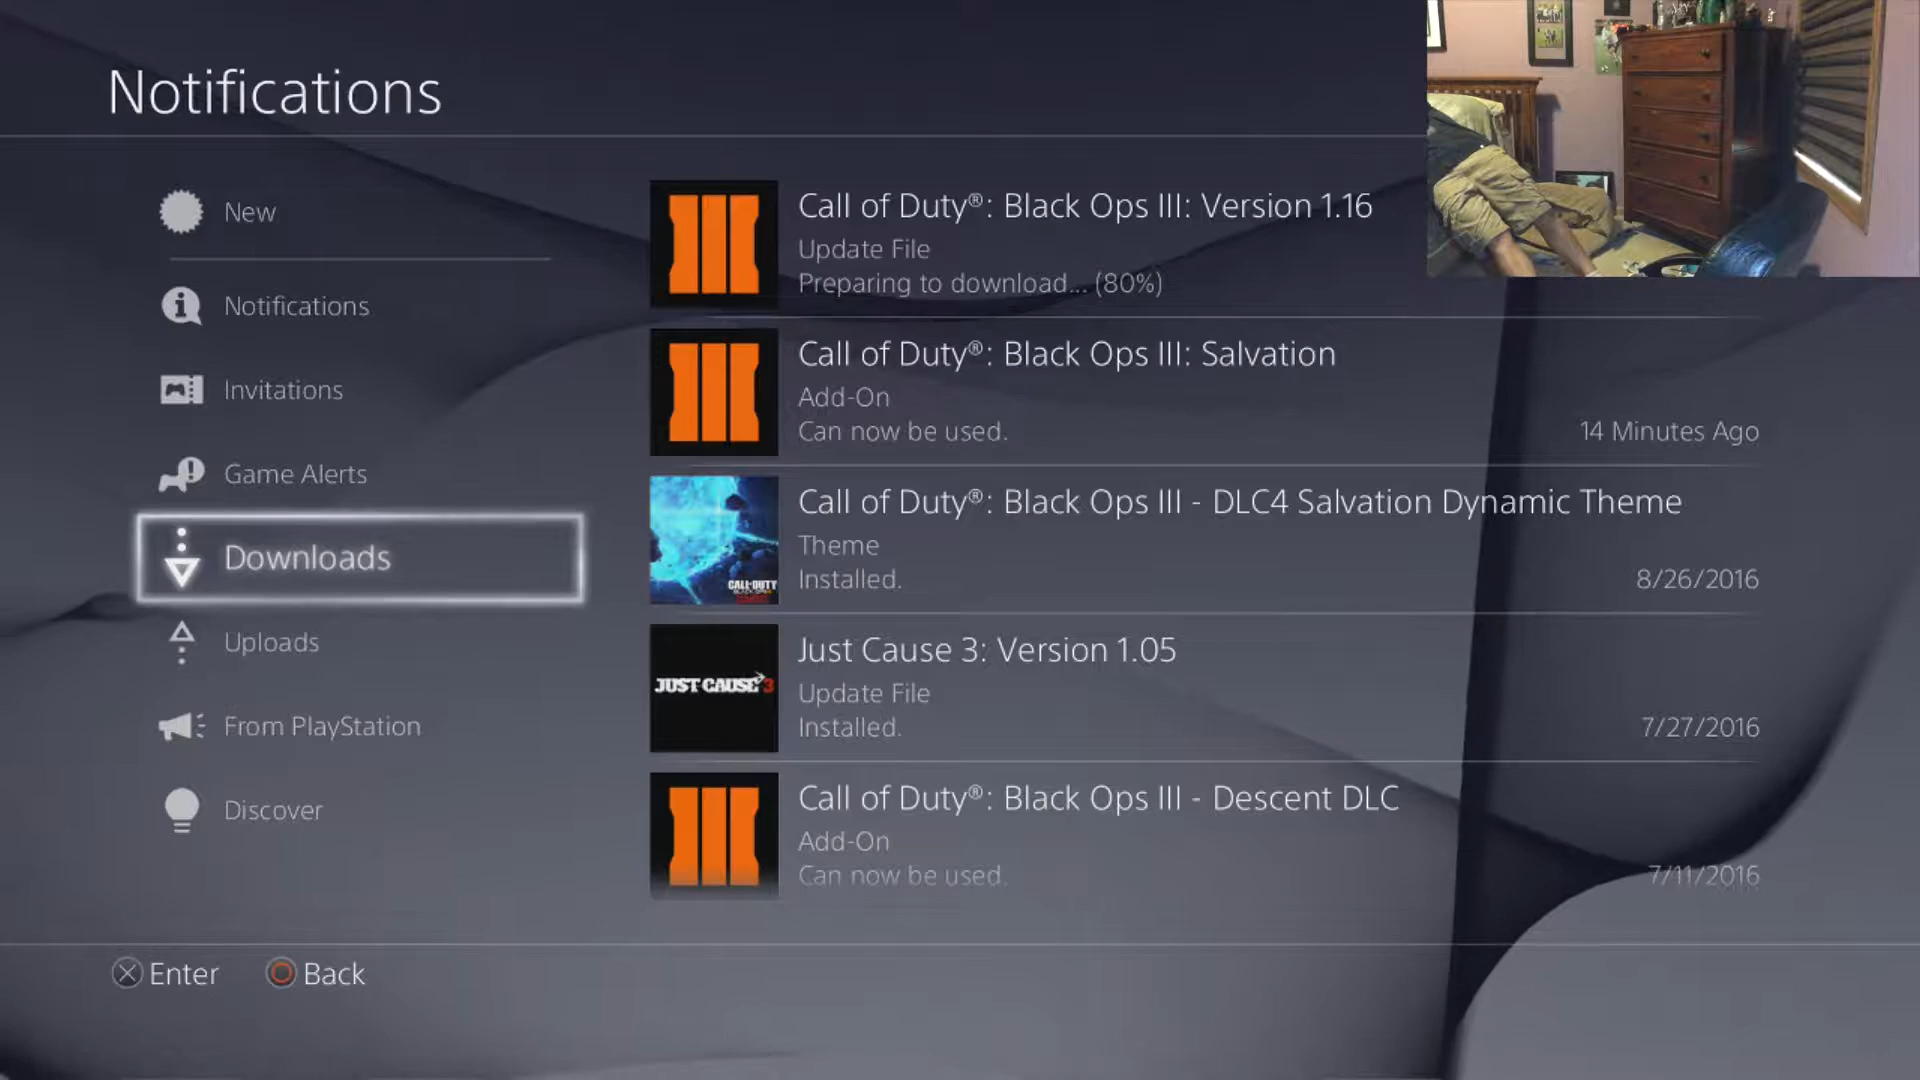 Notifications
New
Notifications
Invitations
Game Alerts
Downloads
Uploads
From PlayStation
Discover
Call of Duty®: Black Ops III: Version 1.16
Update File
Preparing to download... (80%)
Call of Duty®: Black Ops III: Salvation
Add-On
Can now be used.
14 Minutes Ago
CALL OF DUTY
Call of Duty®: Black Ops III - DLC4 Salvation Dynamic Theme
Theme
Installed.
8/26/2016
JUST CAUSE 3
Just Cause 3: Version 1.05
Update File
Installed.
7/27/2016
Call of Duty®: Black Ops III - Descent DLC
Add-On
Can now be used.
7/11/2016
Enter
Back